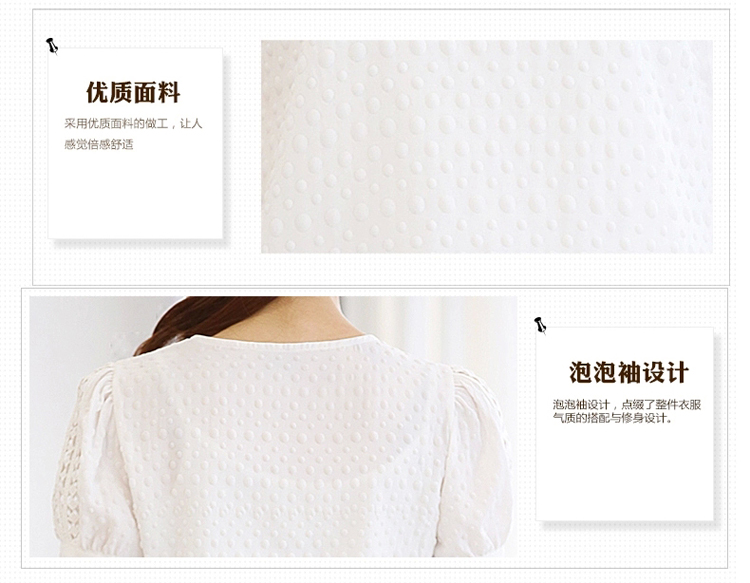 优质面料
采用优质面料的做工，让人
感觉倍感舒适
泡泡袖设计
泡泡袖设计，点缀了整件衣服
气质的搭配与修身设计。